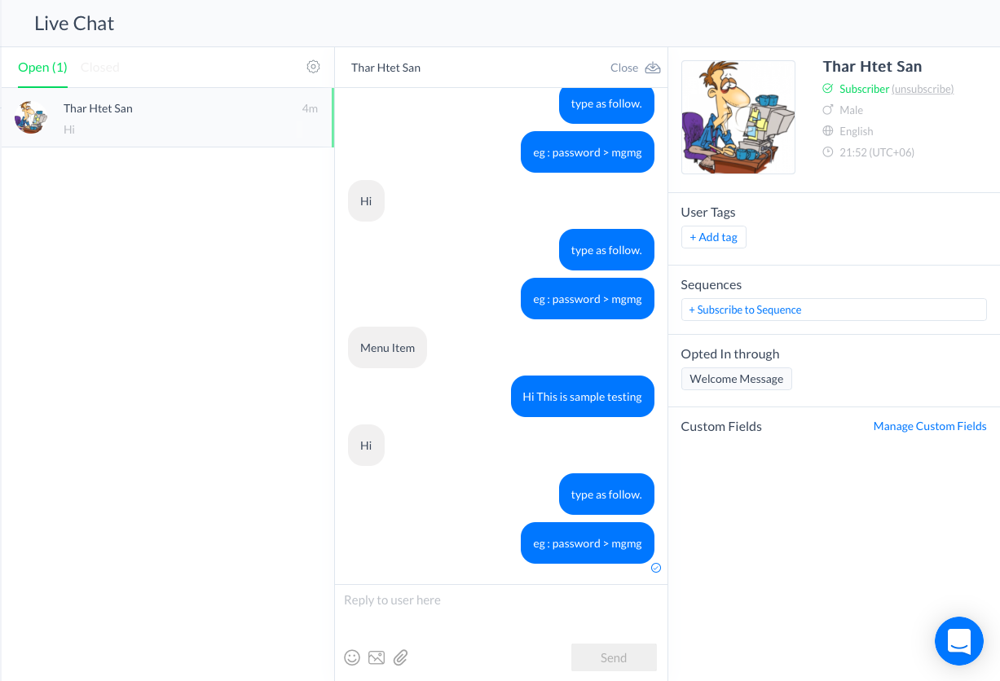 Live Chat
Open (1) Closed
Thar Htet San 4m
Hi
Thar Htet San Close
type as follow.
eg : password > mgmg
Hi
type as follow.
eg : password > mgmg
Menu Item
Hi This is sample testing
Hi
type as follow.
eg : password > mgmg
Reply to user here
Send
Thar Htet San
Subscriber (unsubscribe)
Male
English
21:52 (UTC+06)
User Tags
+ Add tag
Sequences
+ Subscribe to Sequence
Opted In through
Welcome Message
Custom Fields Manage Custom Fields